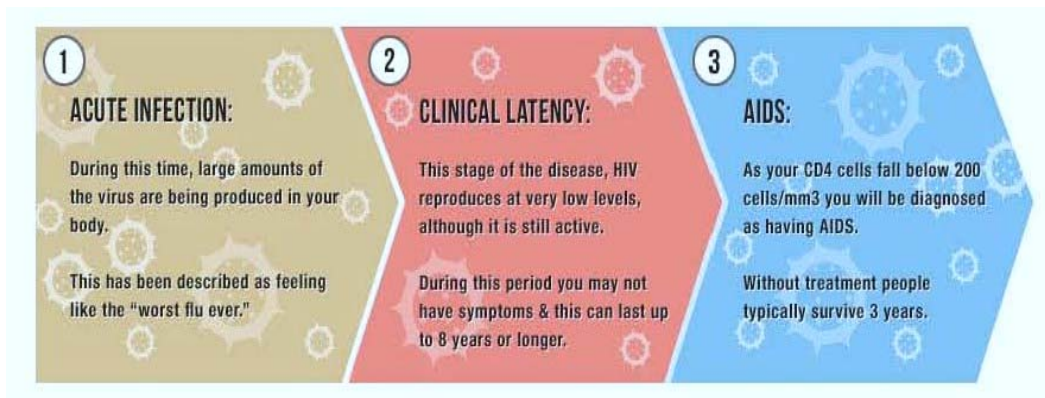 1
ACUTE INFECTION:
During this time, large amounts of
the virus are being produced in your
body.
This has been described as feeling
like the "worst flu ever."
2
CLINICAL LATENCY:
This stage of the disease, HIV
reproduces at very low levels,
although it is still active.
During this period you may not
have symptoms & this can last up
to 8 years or longer.
3
AIDS:
As your CD4 cells fall below 200
cells/mm3 you will be diagnosed
as having AIDS.
Without treatment people
typically survive 3 years.